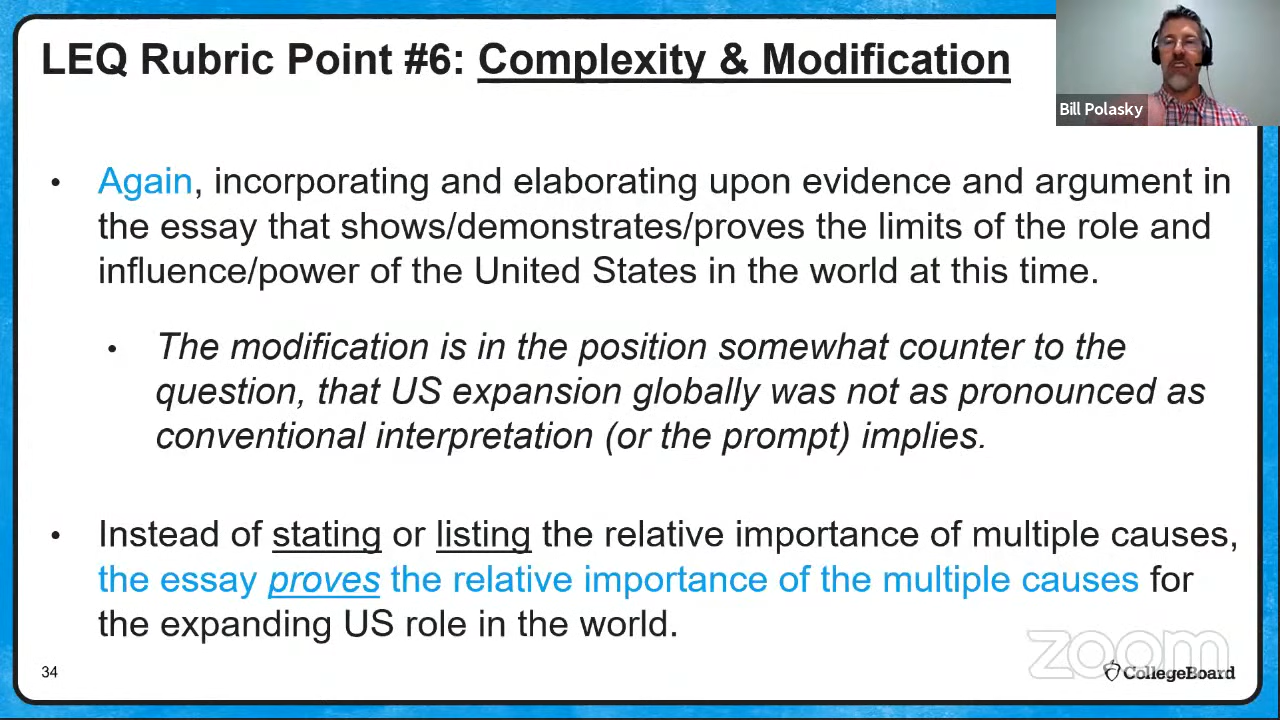 LEQ Rubric Point #6: Complexity & Modification
Bill Polasky
• Again, incorporating and elaborating upon evidence and argument in
the essay that shows/demonstrates/proves the limits of the role and
influence/power of the United States in the world at this time.
• The modification is in the position somewhat counter to the
question, that US expansion globally was not as pronounced as
conventional interpretation (or the prompt) implies.
• Instead of stating or listing the relative importance of multiple causes,
the essay proves the relative importance of the multiple causes for
the expanding US role in the world.
zoom
34
CollegeBoard